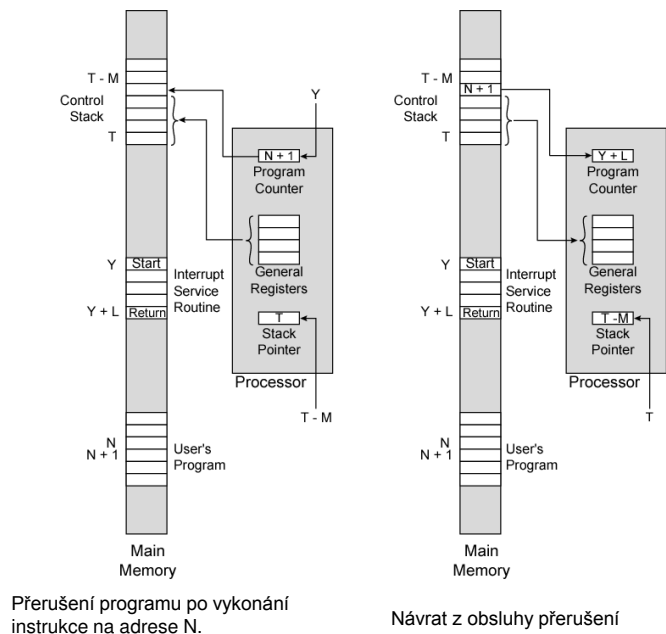 T - M
Control
Stack
T
Y
N + 1
Program
Counter
General
Registers
Y
Start
Interrupt
Service
Routine
Y + L
Return
T
Stack
Pointer
Processor
T - M
N
N + 1
User's
Program
Main
Memory
Přerušení programu po vykonání
instrukce na adrese N.
T - M
N + 1
Control
Stack
T
Y + L
Program
Counter
General
Registers
Y
Start
Interrupt
Service
Routine
Y + L
Return
T -M
Stack
Pointer
Processor
T
N
N + 1
User's
Program
Main
Memory
Návrat z obsluhy přerušení